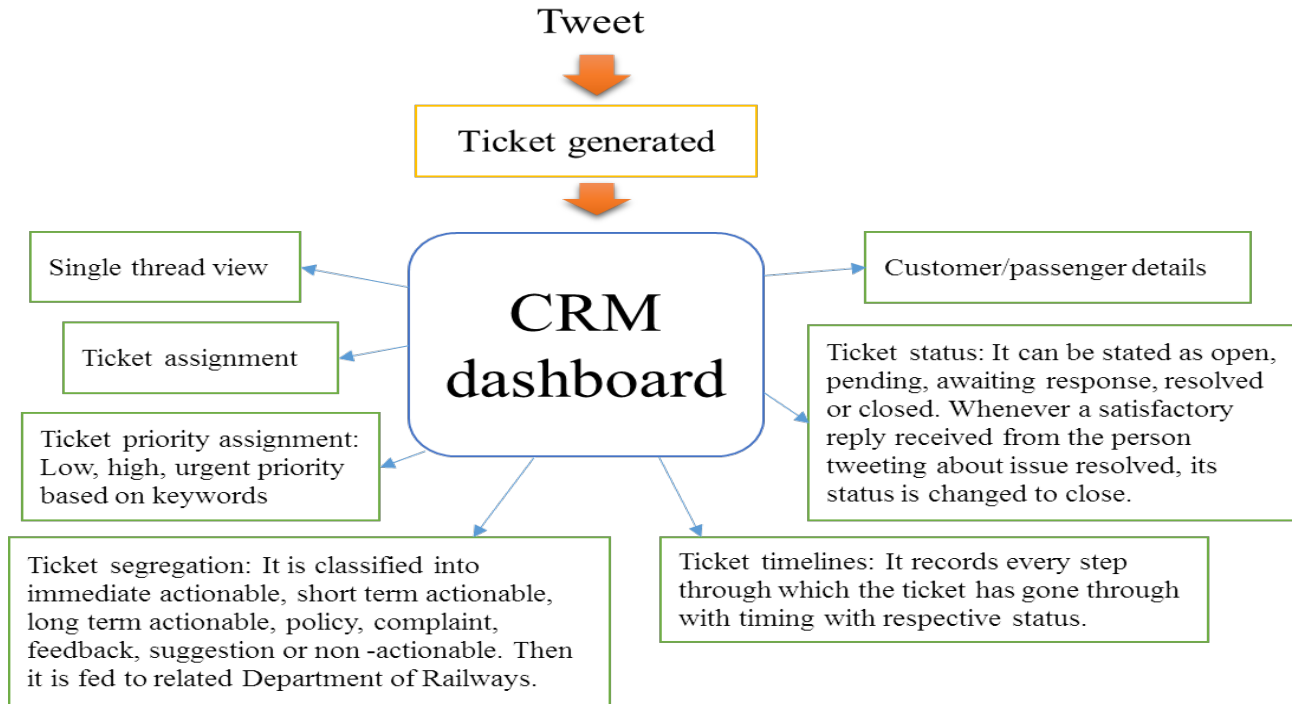 Tweet
Ticket generated
CRM
dashboard
Single thread view
Ticket assignment
Ticket priority assignment:
Low, high, urgent priority
based on keywords
Ticket segregation: It is classified into
immediate actionable, short term actionable,
long term actionable, policy, complaint,
feedback, suggestion or non -actionable. Then
it is fed to related Department of Railways.
Customer/passenger details
Ticket status: It can be stated as open,
pending, awaiting response, resolved
or closed. Whenever a satisfactory
reply received from the person
tweeting about issue resolved, its
status is changed to close.
Ticket timelines: It records every step
through which the ticket has gone through
with timing with respective status.